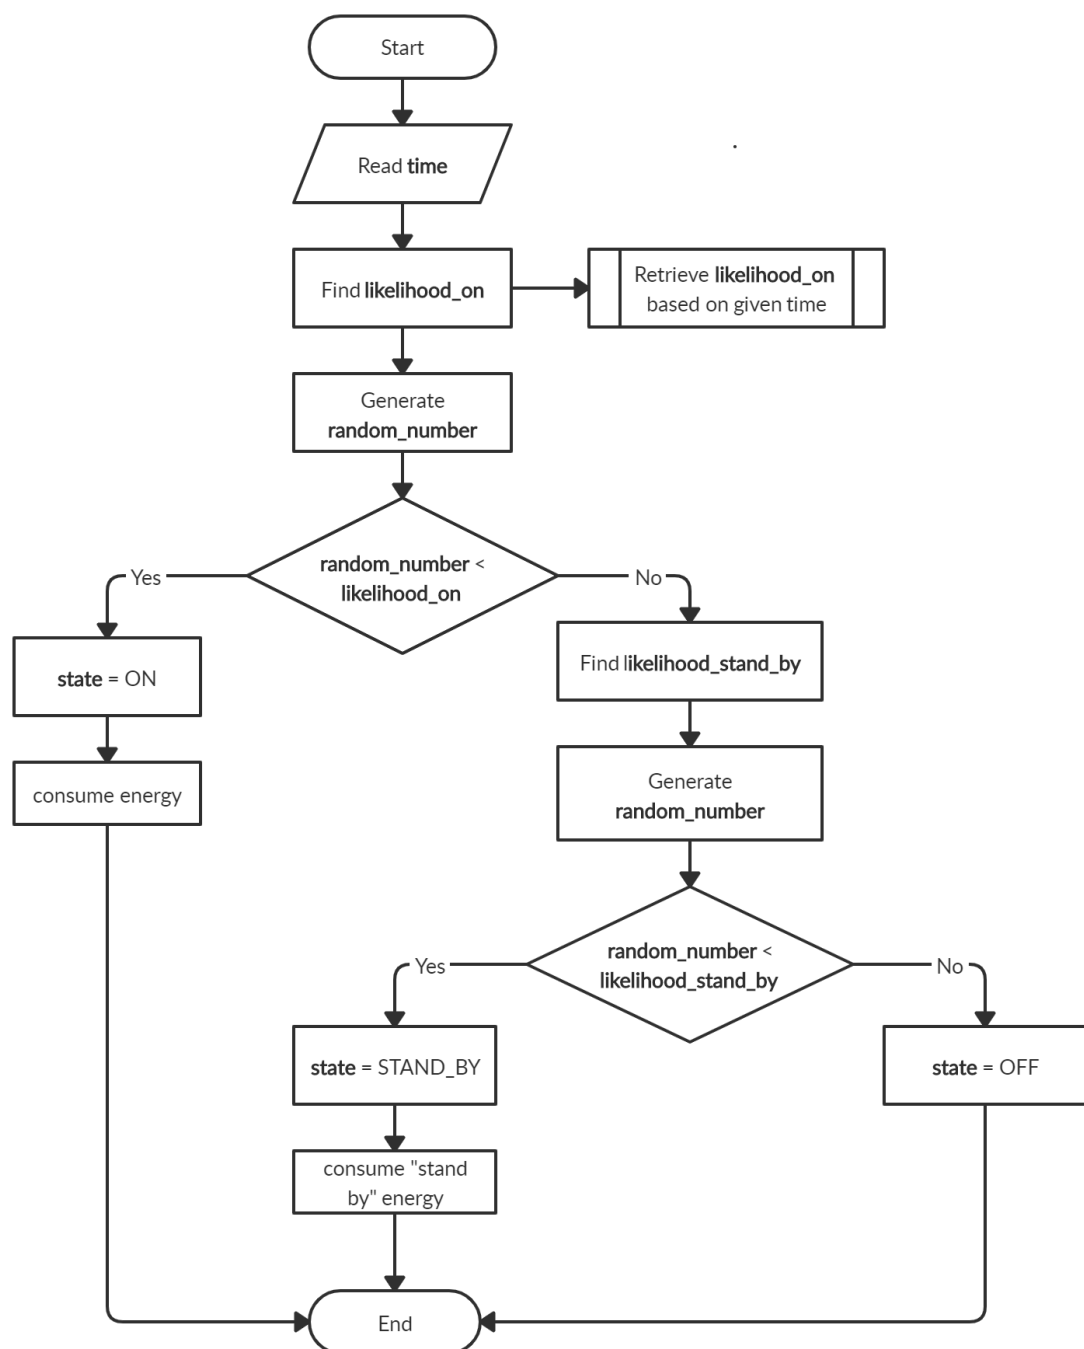 Start
Read time
Find likelihood_on
Retrieve likelihood_on
based on given time
Generate
random_number
random_number <
likelihood_on
Yes
No
state = ON
Find likelihood_stand_by
consume energy
Generate
random_number
random_number <
likelihood_stand_by
Yes
No
state = STAND_BY
state = OFF
consume "stand
by" energy
End